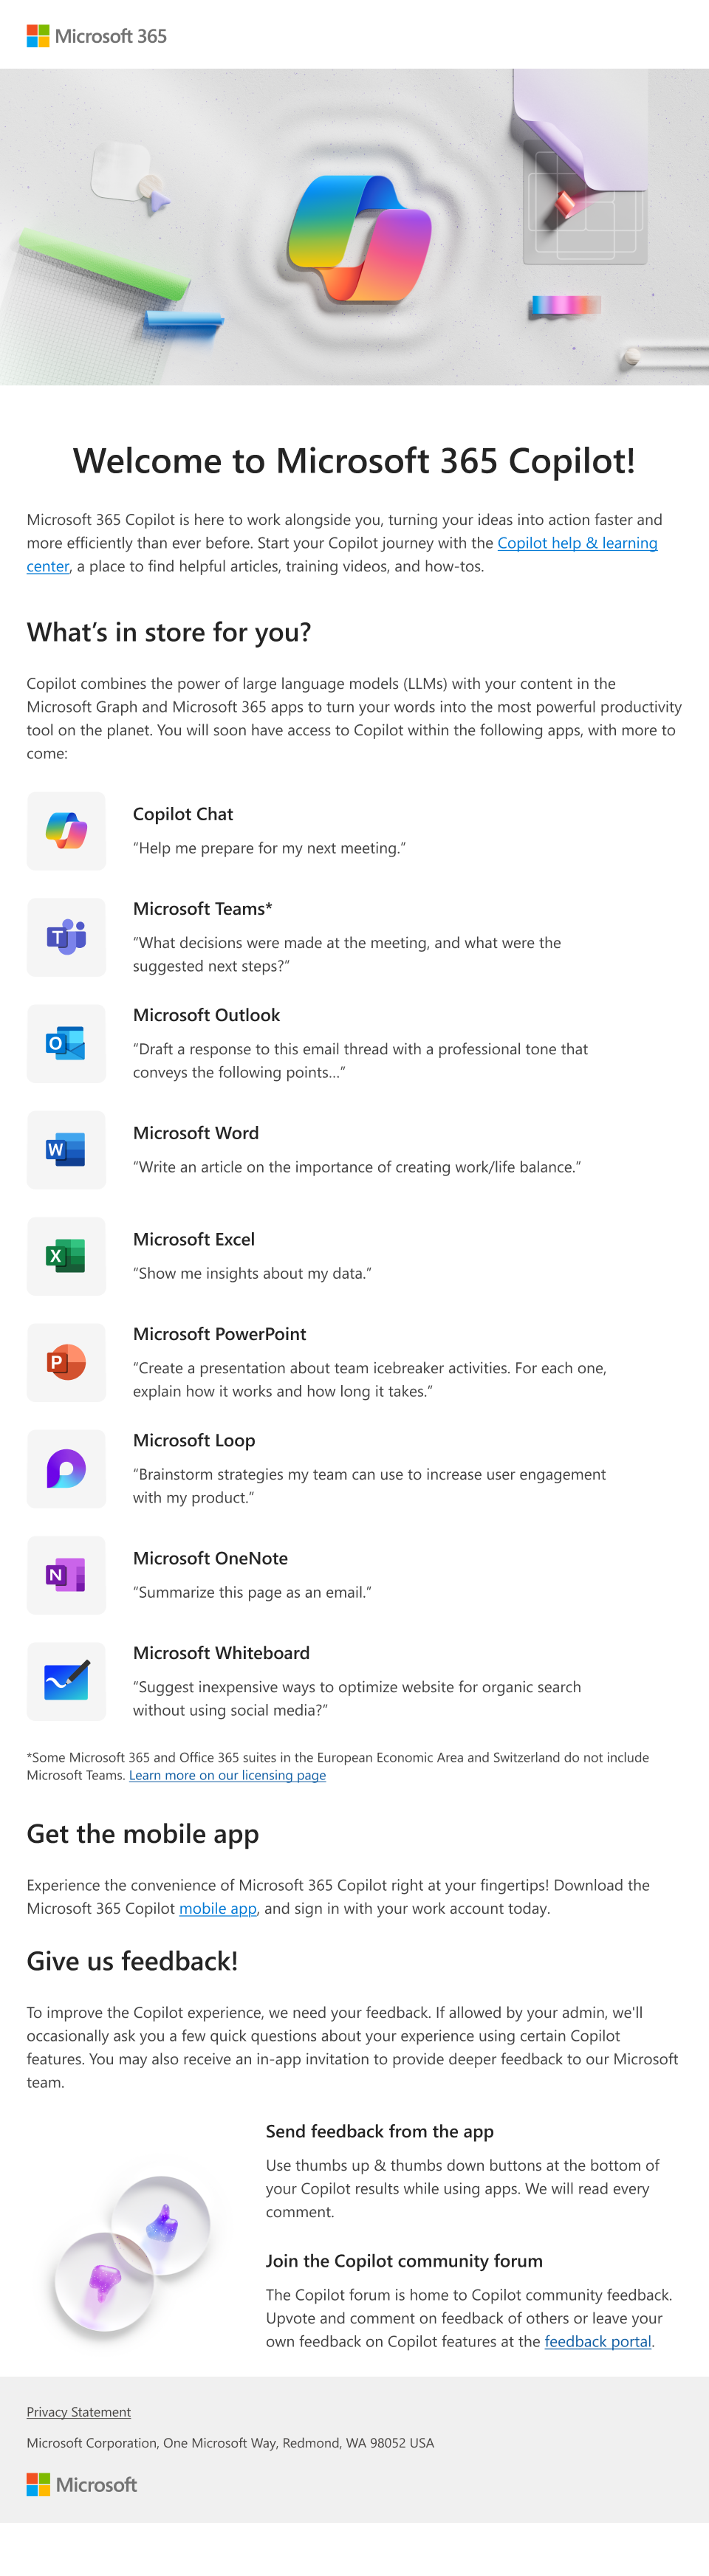 Microsoft 365
Welcome to Microsoft 365 Copilot!
Microsoft 365 Copilot is here to work alongside you, turning your ideas into action faster and
more efficiently than ever before. Start your Copilot journey with the Copilot help & learning
center, a place to find helpful articles, training videos, and how-tos.
What’s in store for you?
Copilot combines the power of large language models (LLMs) with your content in the
Microsoft Graph and Microsoft 365 apps to turn your words into the most powerful productivity
tool on the planet. You will soon have access to Copilot within the following apps, with more to
come:
Copilot Chat
“Help me prepare for my next meeting.”
T
Microsoft Teams*
“What decisions were made at the meeting, and what were the
suggested next steps?”
O
Microsoft Outlook
“Draft a response to this email thread with a professional tone that
conveys the following points...”
W
Microsoft Word
“Write an article on the importance of creating work/life balance.”
X
Microsoft Excel
“Show me insights about my data.”
P
Microsoft PowerPoint
“Create a presentation about team icebreaker activities. For each one,
explain how it works and how long it takes.”
Microsoft Loop
“Brainstorm strategies my team can use to increase user engagement
with my product.”
N
Microsoft OneNote
“Summarize this page as an email.”
Microsoft Whiteboard
“Suggest inexpensive ways to optimize website for organic search
without using social media?”
*Some Microsoft 365 and Office 365 suites in the European Economic Area and Switzerland do not include
Microsoft Teams. Learn more on our licensing page
Get the mobile app
Experience the convenience of Microsoft 365 Copilot right at your fingertips! Download the
Microsoft 365 Copilot mobile app, and sign in with your work account today.
Give us feedback!
To improve the Copilot experience, we need your feedback. If allowed by your admin, we'll
occasionally ask you a few quick questions about your experience using certain Copilot
features. You may also receive an in-app invitation to provide deeper feedback to our Microsoft
team.
Send feedback from the app
Use thumbs up & thumbs down buttons at the bottom of
your Copilot results while using apps. We will read every
comment.
Join the Copilot community forum
The Copilot forum is home to Copilot community feedback.
Upvote and comment on feedback of others or leave your
own feedback on Copilot features at the feedback portal.
Privacy Statement
Microsoft Corporation, One Microsoft Way, Redmond, WA 98052 USA
Microsoft